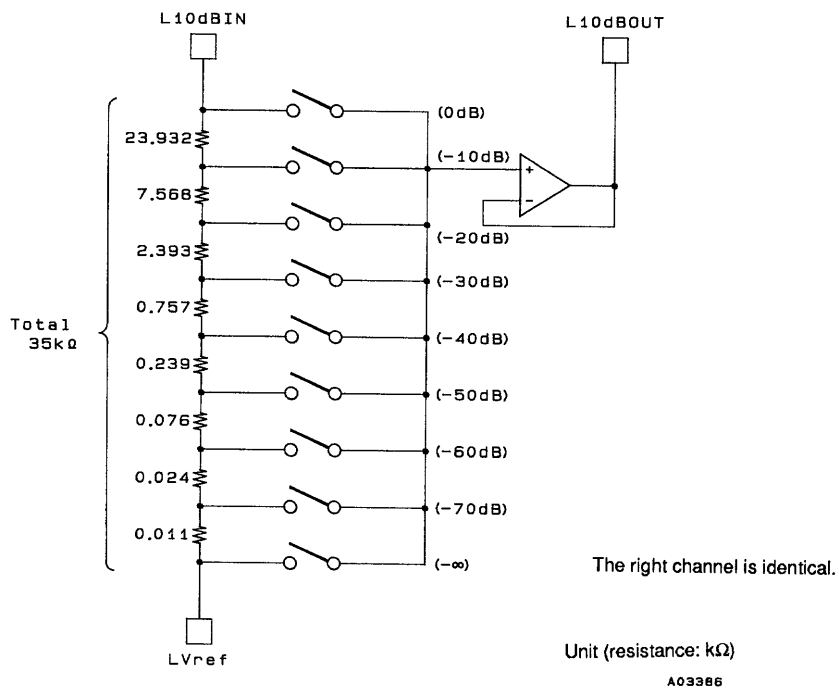 L10dBIN
L10dBOUT
(0dB)
23.932
(-10dB)
+
-
7.568
(-20dB)
2.393
(-30dB)
0.757
(-40dB)
Total
35kΩ
0.239
(-50dB)
0.076
(-60dB)
0.024
(-70dB)
0.011
(-∞)
The right channel is identical.
LVref
Unit (resistance: kΩ)
A03386